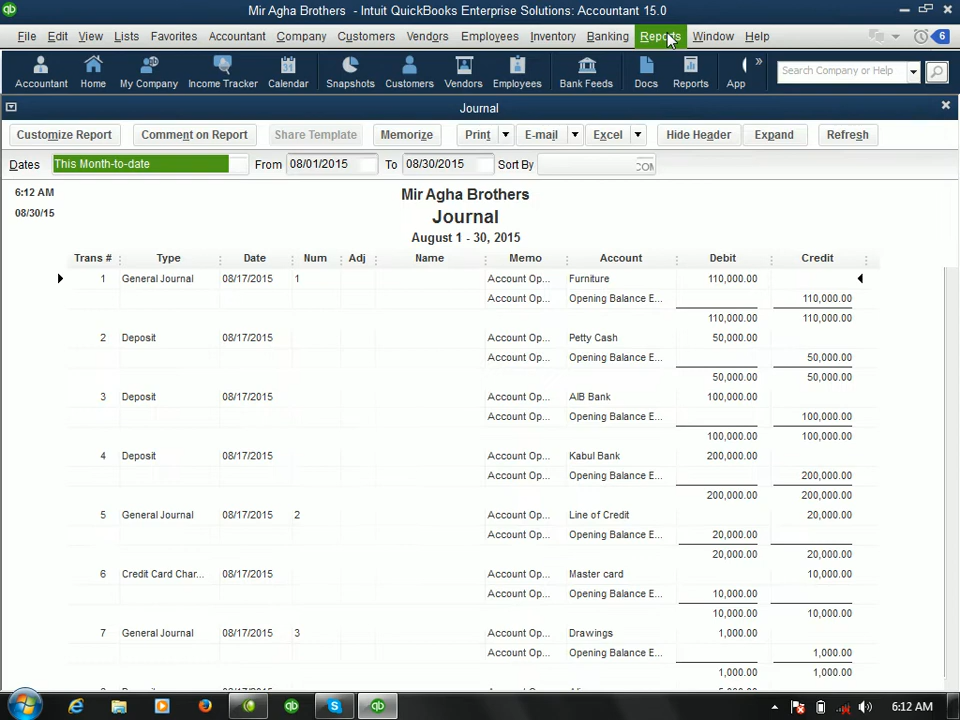 Mir Agha Brothers - Intuit QuickBooks Enterprise Solutions: Accountant 15.0
File Edit View Lists Favorites Accountant Company Customers Vendors Employees Inventory Banking Reports Window Help 6
Accountant Home My Company Income Tracker Calendar Snapshots Customers Vendors Employees Bank Feeds Docs Reports App » Search Company or Help
Journal
Customize Report Comment on Report Share Template Memorize Print E-mail Excel Hide Header Expand Refresh
Dates This Month-to-date From 08/01/2015 To 08/30/2015 Sort By
6:12 AM Mir Agha Brothers
08/30/15 Journal
August 1 - 30, 2015
Trans # Type Date Num Adj Name Memo Account Debit Credit
1 General Journal 08/17/2015 1 Account Op... Furniture 110,000.00
Account Op... Opening Balance E... 110,000.00
110,000.00 110,000.00
2 Deposit 08/17/2015 Account Op... Petty Cash 50,000.00
Account Op... Opening Balance E... 50,000.00
50,000.00 50,000.00
3 Deposit 08/17/2015 Account Op... AIB Bank 100,000.00
Account Op... Opening Balance E... 100,000.00
100,000.00 100,000.00
4 Deposit 08/17/2015 Account Op... Kabul Bank 200,000.00
Account Op... Opening Balance E... 200,000.00
200,000.00 200,000.00
5 General Journal 08/17/2015 2 Account Op... Line of Credit 20,000.00
Account Op... Opening Balance E... 20,000.00
20,000.00 20,000.00
6 Credit Card Char... 08/17/2015 Account Op... Master card 10,000.00
Account Op... Opening Balance E... 10,000.00
10,000.00 10,000.00
7 General Journal 08/17/2015 3 Account Op... Drawings 1,000.00
Account Op... Opening Balance E... 1,000.00
1,000.00 1,000.00
6:12 AM